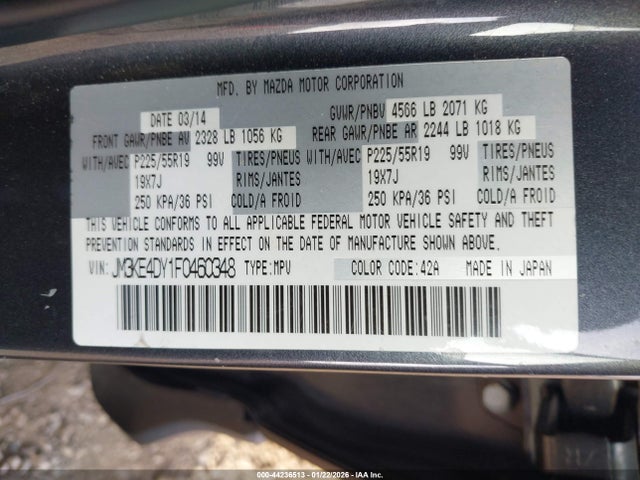 MFD. BY MAZDA MOTOR CORPORATION
DATE 03/14 GVWR/PNBV 4566 LB 2071 KG
FRONT GAWR/PNBE AV 2328 LB 1056 KG REAR GAWR/PNBE AR 2244 LB 1018 KG
WITH/AVEC P225/55R19 99V TIRES/PNEUS WITH/AVEC P225/55R19 99V TIRES/PNEUS
19X7J RIMS/JANTES 19X7J RIMS/JANTES
250 KPA/36 PSI COLD/A FROID 250 KPA/36 PSI COLD/A FROID
THIS VEHICLE CONFORMS TO ALL APPLICABLE FEDERAL MOTOR VEHICLE SAFETY AND THEFT
PREVENTION STANDARDS IN EFFECT ON THE DATE OF MANUFACTURE SHOWN ABOVE.
VIN: JM3KE4DY1F0460348 TYPE:MPV COLOR CODE:42A MADE IN JAPAN
000-44236513 - 01/22/2026 - IAA Inc.